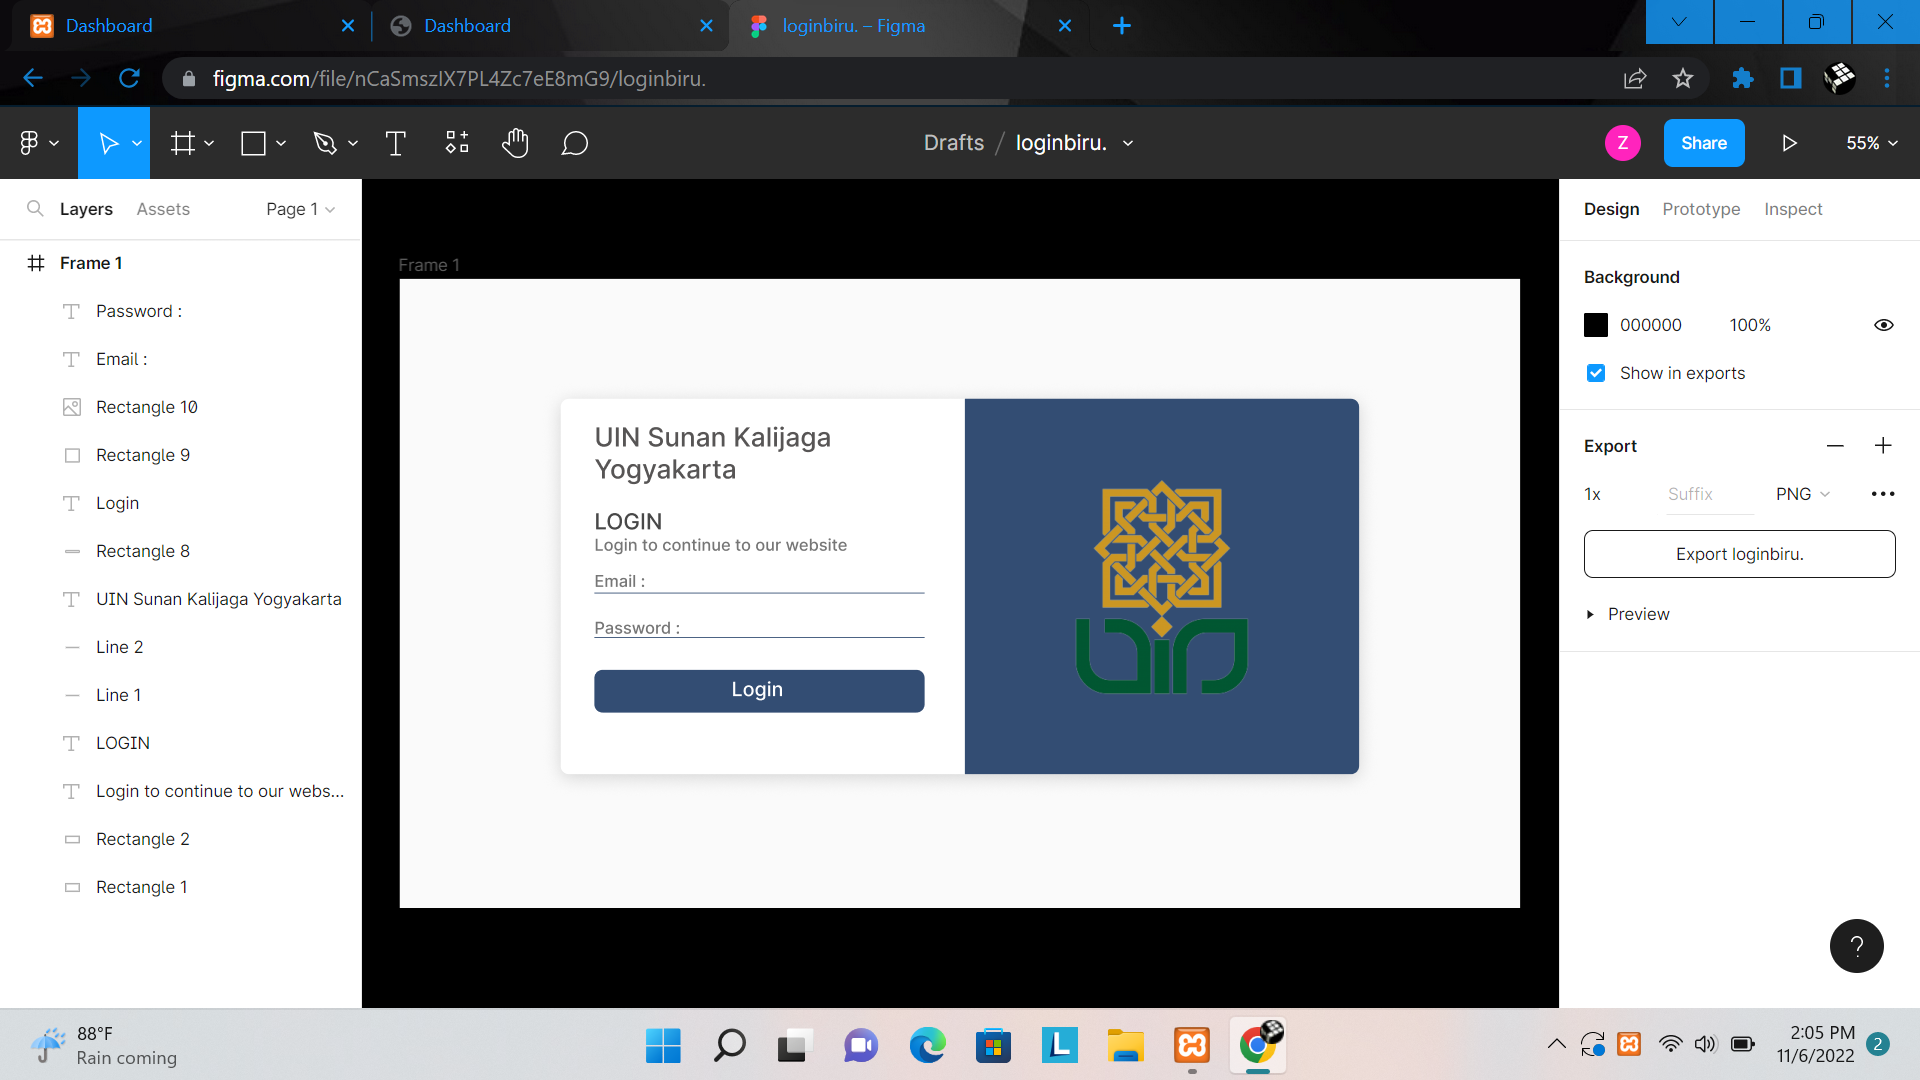 Dashboard
Dashboard
loginbiru. – Figma
figma.com/file/nCaSmszIX7PL4Zc7eE8mG9/loginbiru.
Drafts / loginbiru.
Z
Share
55%
Layers
Assets
Page 1
Design
Prototype
Inspect
Frame 1
Password :
Email :
Rectangle 10
Rectangle 9
Login
Rectangle 8
UIN Sunan Kalijaga Yogyakarta
Line 2
Line 1
LOGIN
Login to continue to our webs...
Rectangle 2
Rectangle 1
Frame 1
UIN Sunan Kalijaga
Yogyakarta
LOGIN
Login to continue to our website
Email :
Password :
Login
uin
Background
000000
100%
Show in exports
Export
1x
Suffix
PNG
Export loginbiru.
Preview
?
88°F
Rain coming
L
2:05 PM
11/6/2022
2